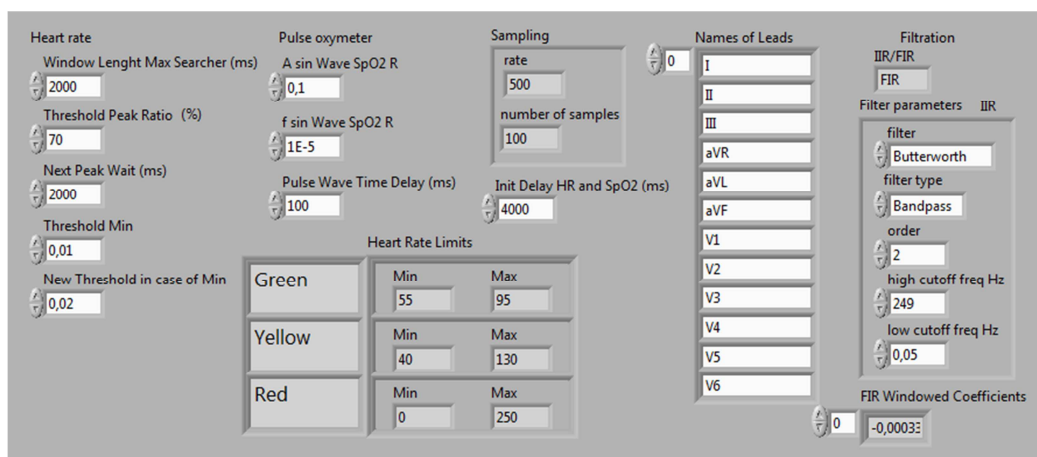 Heart rate
Window Lenght Max Searcher (ms)
2000
Threshold Peak Ratio (%)
70
Next Peak Wait (ms)
2000
Threshold Min
0,01
New Threshold in case of Min
0,02
Pulse oxymeter
A sin Wave SpO2 R
0,1
f sin Wave SpO2 R
1E-5
Pulse Wave Time Delay (ms)
100
Sampling
rate
500
number of samples
100
Init Delay HR and SpO2 (ms)
4000
Heart Rate Limits
Green
Min Max
55 95
Yellow
Min Max
40 130
Red
Min Max
0 250
Names of Leads
0
I
II
III
aVR
aVL
aVF
V1
V2
V3
V4
V5
V6
Filtration
IIR/FIR
FIR
Filter parameters IIR
filter
Butterworth
filter type
Bandpass
order
2
high cutoff freq Hz
249
low cutoff freq Hz
0,05
FIR Windowed Coefficients
0
-0,00033